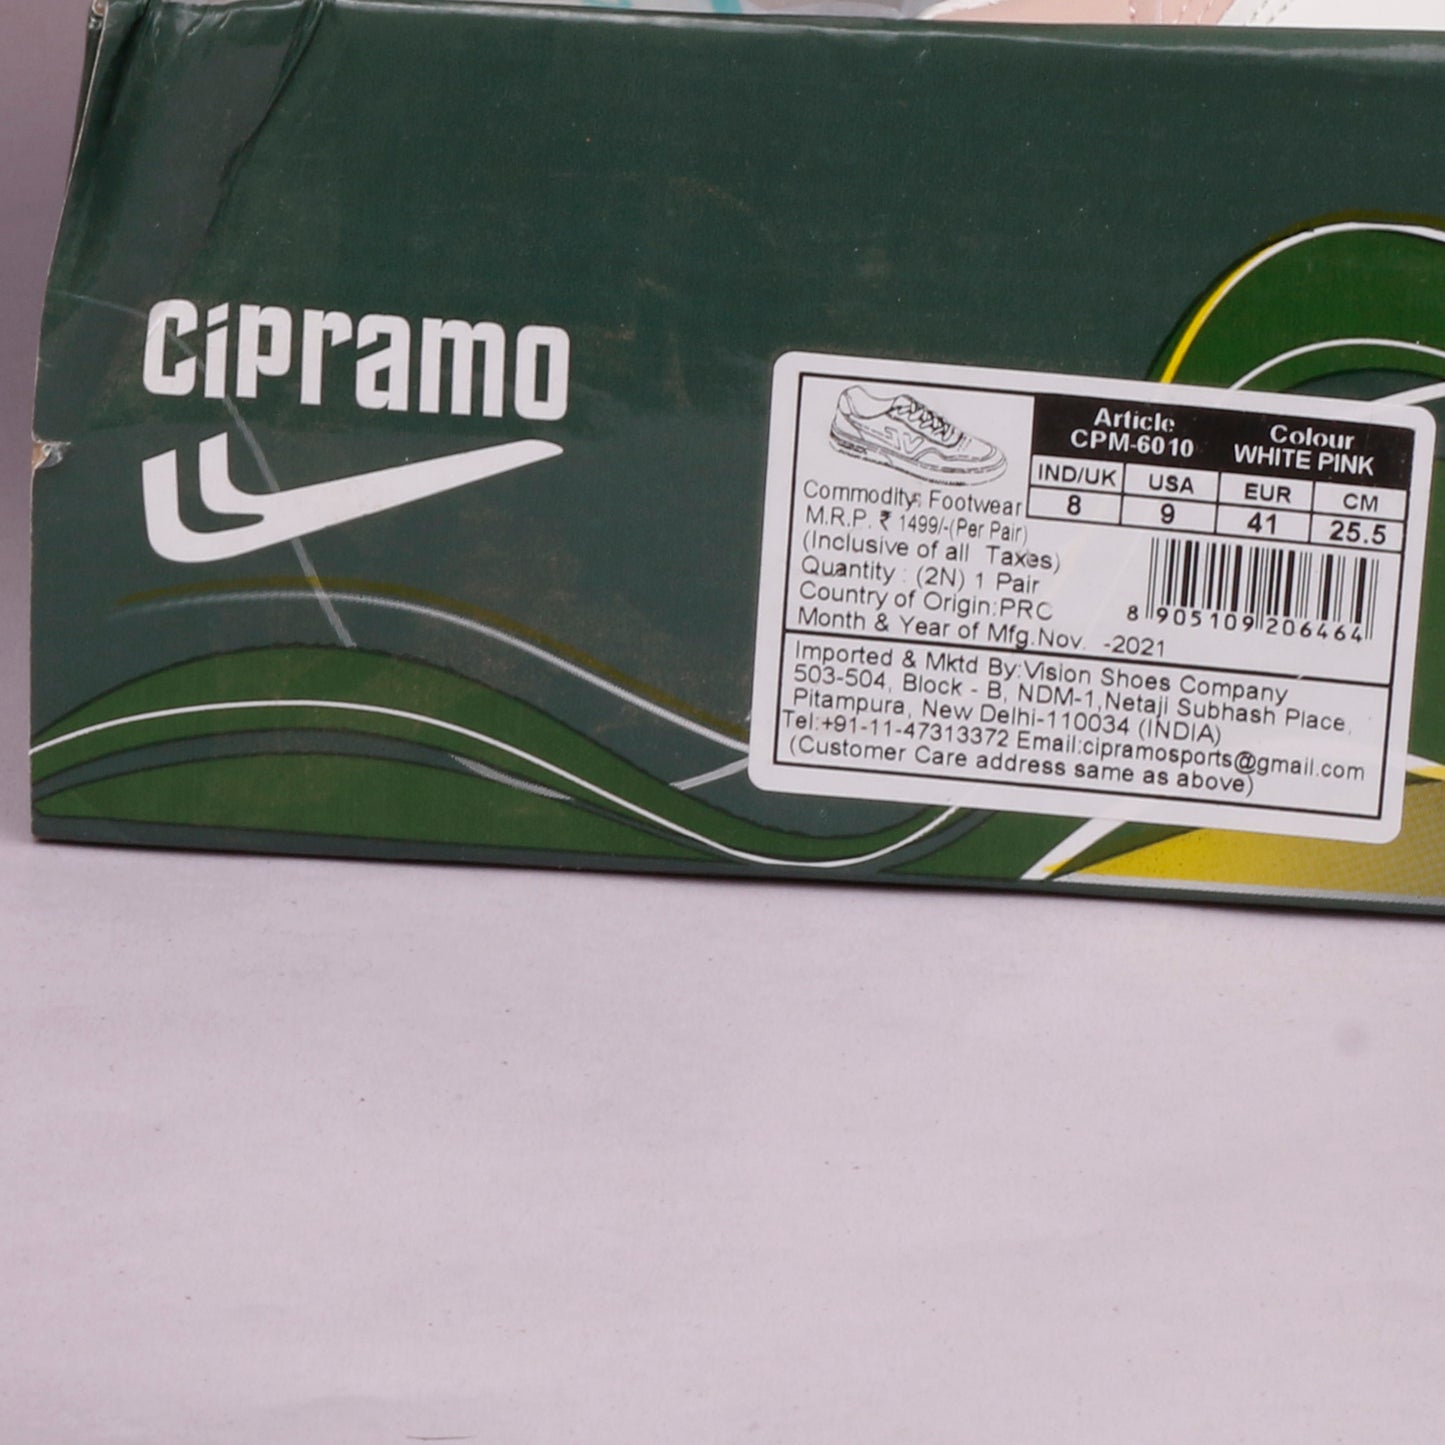 cipramo
Article
CPM-6010
Colour
WHITE PINK
IND/UK USA EUR CM
8 9 41 25.5
Commodity: Footwear
M.R.P. ₹ 1499/-(Per Pair)
(Inclusive of all Taxes)
Quantity : (2N) 1 Pair
Country of Origin:PRC
Month & Year of Mfg.Nov. -2021
8 905109 206464
Imported & Mktd By:Vision Shoes Company
503-504, Block - B, NDM-1,Netaji Subhash Place,
Pitampura, New Delhi-110034 (INDIA)
Tel:+91-11-47313372 Email:cipramosports@gmail.com
(Customer Care address same as above)